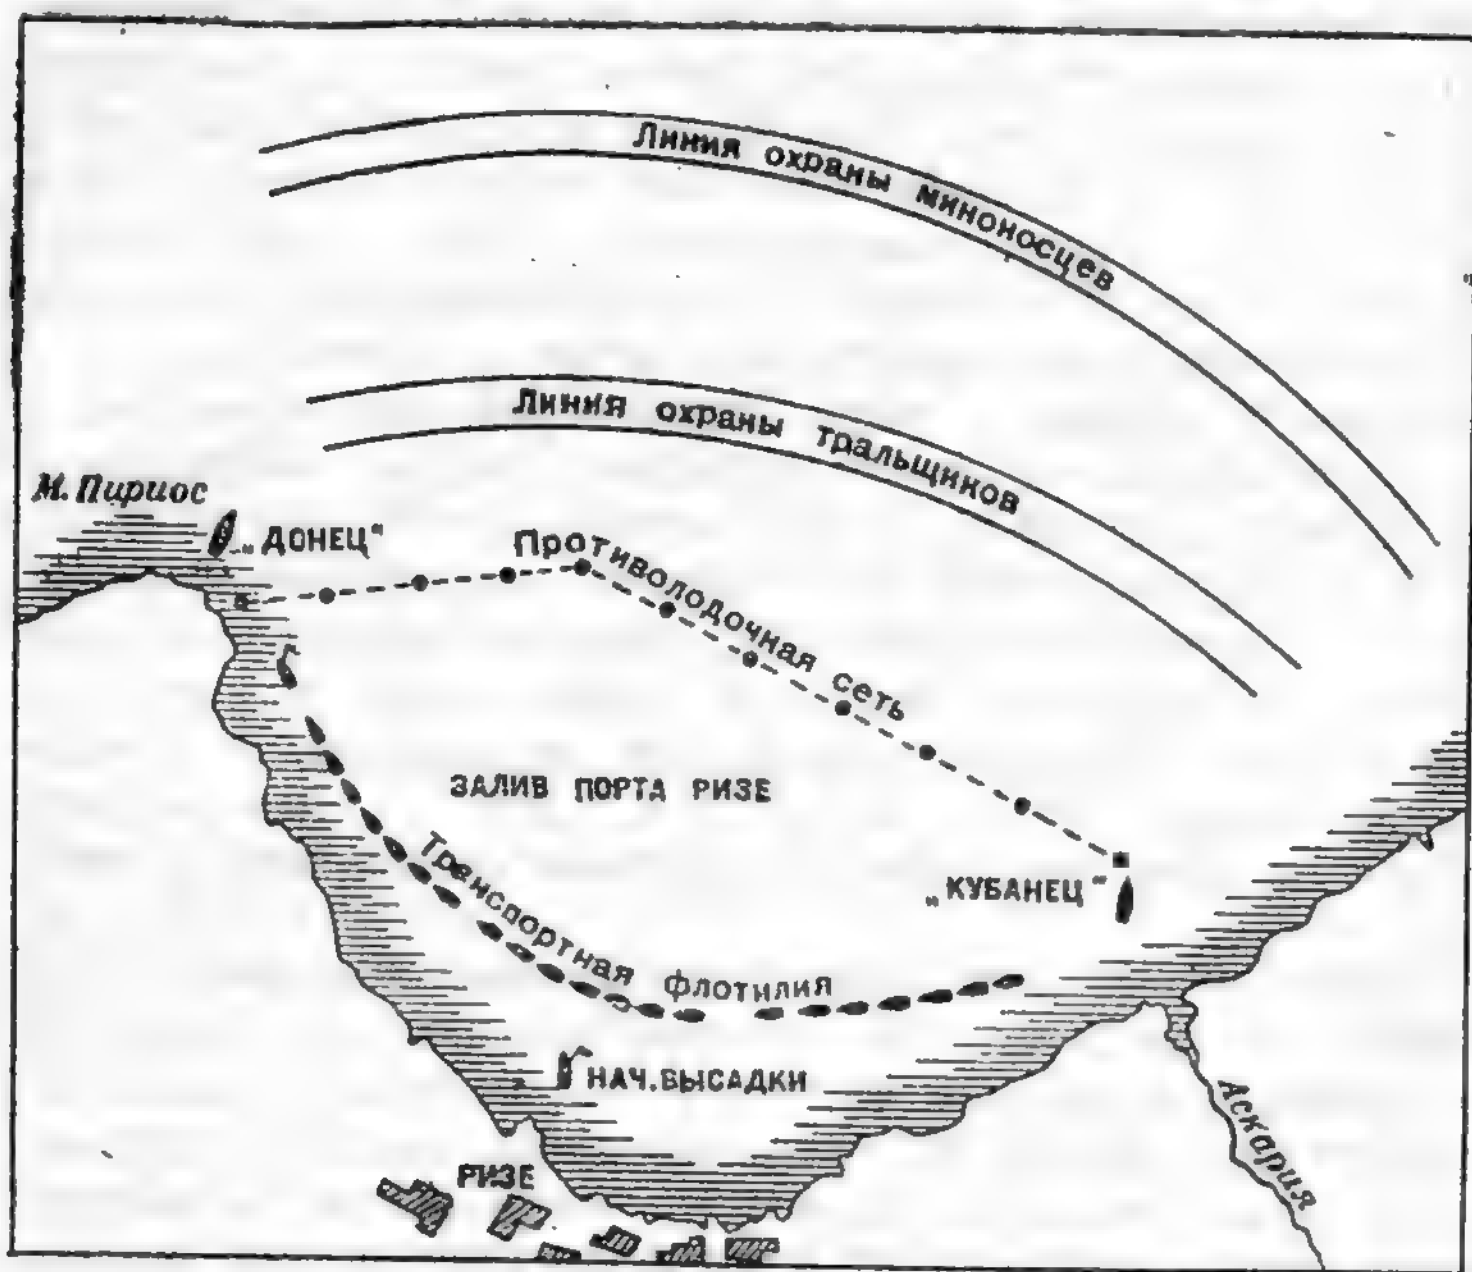 Линия охраны миноносцев
Линия охраны тральщиков
М. Пириос
„ДОНЕЦ“
Противолодочная сеть
ЗАЛИВ ПОРТА РИЗЕ
Транспортная флотилия
„КУБАНЕЦ“
НАЧ. ВЫСАДКИ
Аскария
РИЗЕ